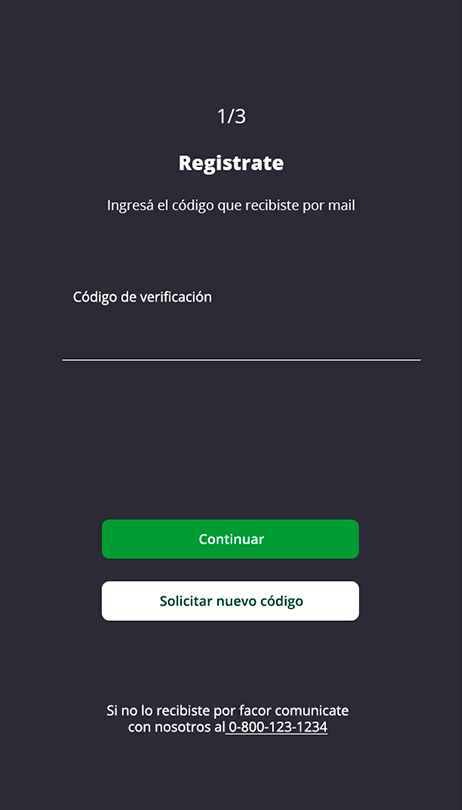 1/3
Registrate
Ingresá el código que recibiste por mail
Código de verificación
Continuar
Solicitar nuevo código
Si no lo recibiste por facor comunicate
con nosotros al 0-800-123-1234